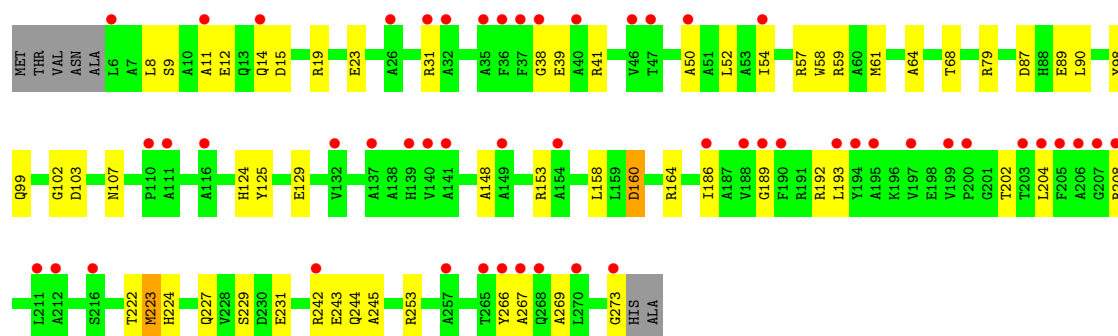 MET THR VAL ASN ALA L6 A7 L8 S9 A10 A11 E12 Q13 Q14 D15 R19 E23 A26 R31 A32 A35 F36 F37 G38 E39 A40 R41 V46 T47 A50 A51 L52 A53 I54 R57 W58 R59 A60 M61 A64 T68 R79 D87 H88 E89 L90
Q99 G102 D103 N107 P110 A111 A116 H124 Y125 E129 V132 A137 A138 H139 V140 A141 A148 A149 R153 A154 L158 L159 D160 R164 I186 A187 V188 G189 F190 R191 R192 L193 Y194 A195 K196 V197 E198 V199 P200 G201 T202 T203 L204 F205 A206 G207
L211 A212 S216 T222 M223 H224 Q227 V228 S229 D230 E231 R242 E243 Q244 A245 R253 A257 T265 Y266 A267 Q268 A269 L270 G273 HIS ALA